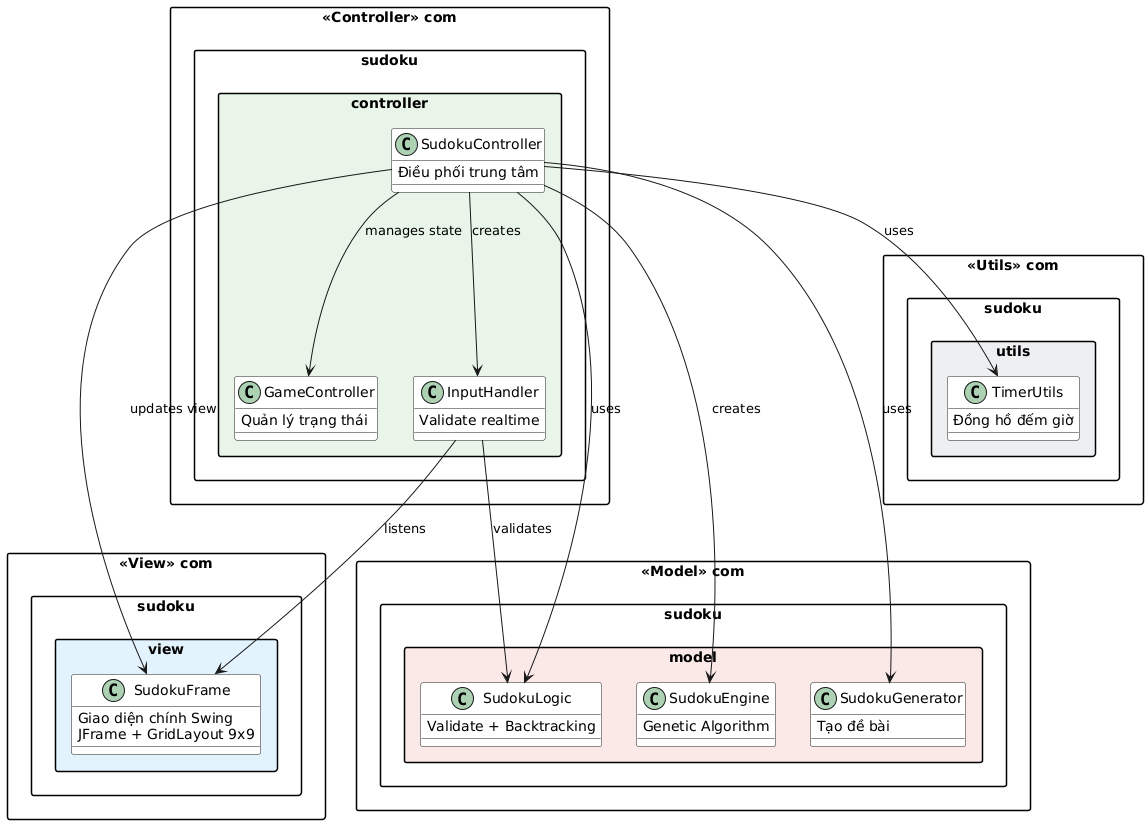 «Controller» com
sudoku
controller
C SudokuController
Điều phối trung tâm
manages state
creates
uses
«Utils» com
sudoku
utils
C TimerUtils
Đồng hồ đếm giờ
C GameController
Quản lý trạng thái
C InputHandler
Validate realtime
updates view
uses
creates
uses
listens
validates
«View» com
sudoku
view
C SudokuFrame
Giao diện chính Swing
JFrame + GridLayout 9x9
«Model» com
sudoku
model
C SudokuLogic
Validate + Backtracking
C SudokuEngine
Genetic Algorithm
C SudokuGenerator
Tạo đề bài